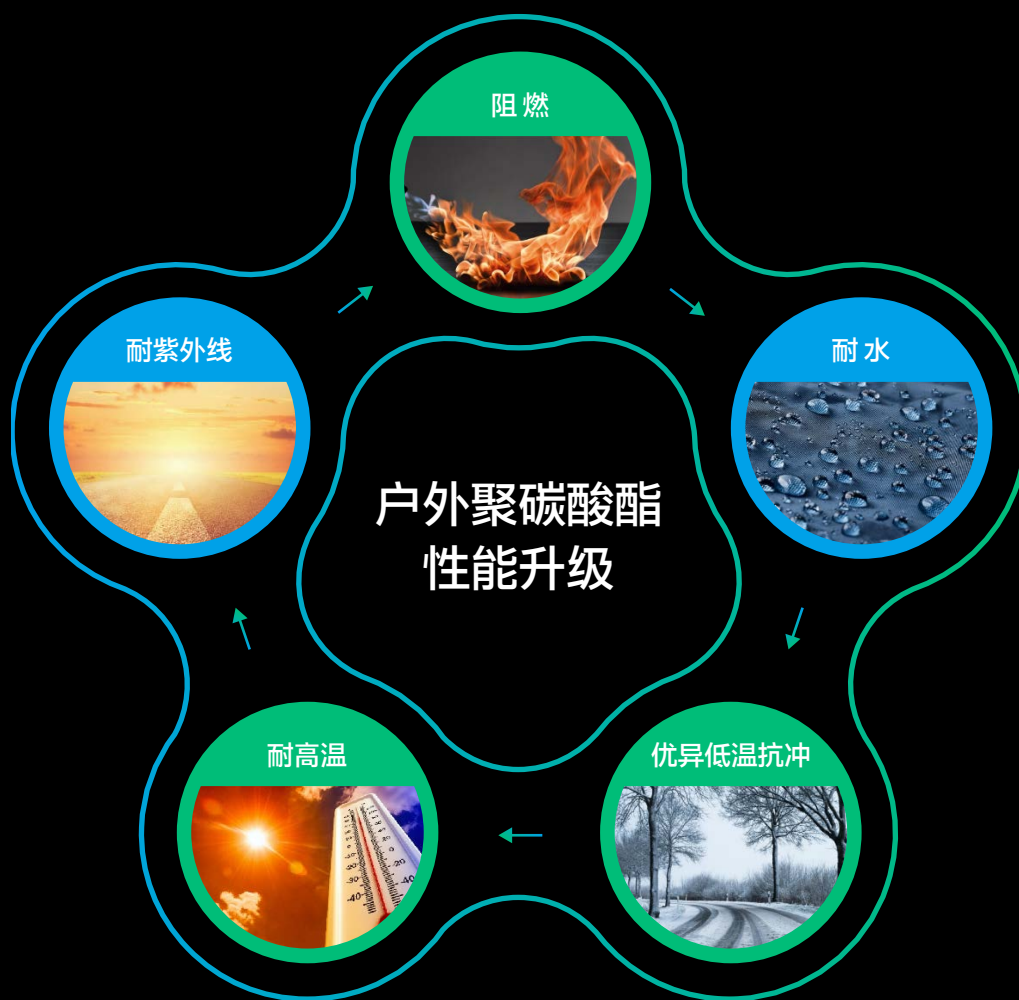 阻燃
耐紫外线
耐水
户外聚碳酸酯
性能升级
耐高温
优异低温抗冲